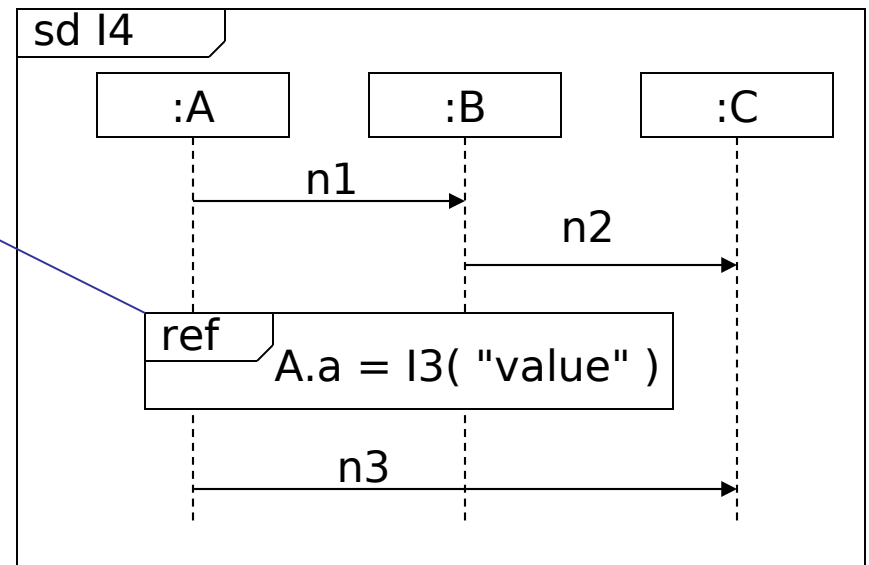 sd I4
:A
:B
:C
n1
n2
ref
A.a = I3( "value" )
n3